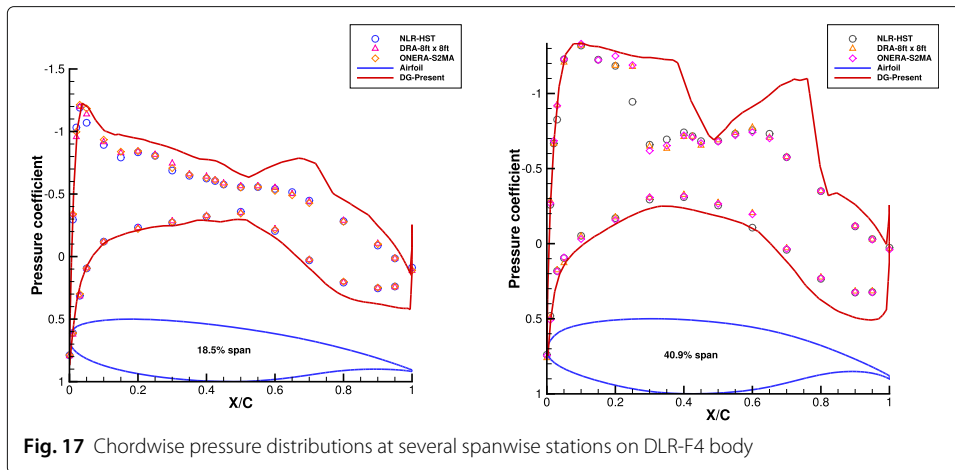 NLR-HST
DRA-8ft x 8ft
ONERA-S2MA
Airfoil
DG-Present
-1.5
-1
-0.5
0
0.5
1
Pressure coefficient
18.5% span
0
0.2
0.4
0.6
0.8
1
X/C
NLR-HST
DRA-8ft x 8ft
ONERA-S2MA
Airfoil
DG-Present
-1
-0.5
0
0.5
1
Pressure coefficient
40.9% span
0
0.2
0.4
0.6
0.8
1
X/C
Fig. 17 Chordwise pressure distributions at several spanwise stations on DLR-F4 body